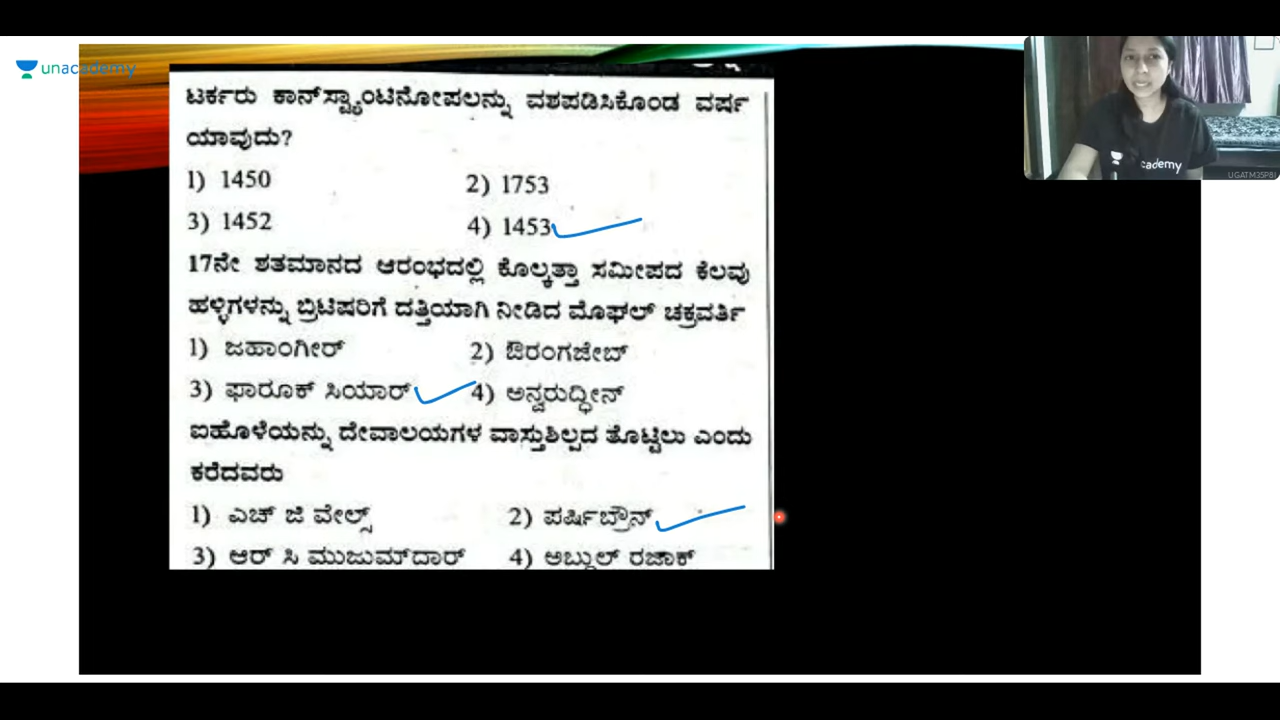 unacademy
ಟರ್ಕರು ಕಾನ್‌ಸ್ಟ್ಯಾಂಟಿನೋಪಲನ್ನು ವಶಪಡಿಸಿಕೊಂಡ ವರ್ಷ
ಯಾವುದು?
1) 1450 2) 1753
3) 1452 4) 1453
17ನೇ ಶತಮಾನದ ಆರಂಭದಲ್ಲಿ ಕೊಲ್ಕತ್ತಾ ಸಮೀಪದ ಕೆಲವು
ಹಳ್ಳಿಗಳನ್ನು ಬ್ರಿಟಿಷರಿಗೆ ದತ್ತಿಯಾಗಿ ನೀಡಿದ ಮೊಘಲ್ ಚಕ್ರವರ್ತಿ
1) ಜಹಾಂಗೀರ್ 2) ಔರಂಗಜೇಬ್
3) ಫಾರೂಕ್ ಸಿಯಾರ್ 4) ಅನ್ವರುದ್ಧೀನ್
ಐಹೊಳೆಯನ್ನು ದೇವಾಲಯಗಳ ವಾಸ್ತುಶಿಲ್ಪದ ತೊಟ್ಟಿಲು ಎಂದು
ಕರೆದವರು
1) ಎಚ್ ಜಿ ವೇಲ್ಸ್ 2) ಪರ್ಷಿಬ್ರೌನ್
3) ಆರ್ ಸಿ ಮುಜುಮ್‌ದಾರ್ 4) ಅಬ್ದುಲ್ ರಜಾಕ್
cademy
UGATM35P8I